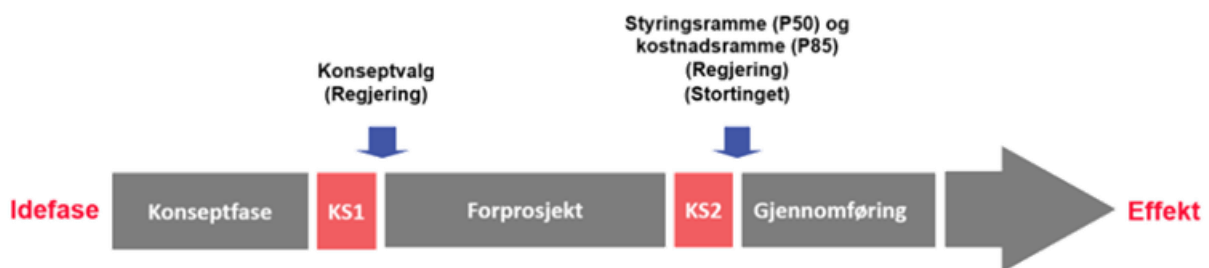 Styringsramme (P50) og
kostnadsramme (P85)
(Regjering)
(Stortinget)
Konseptvalg
(Regjering)
Idefase
Konseptfase
KS1
Forprosjekt
KS2
Gjennomføring
Effekt